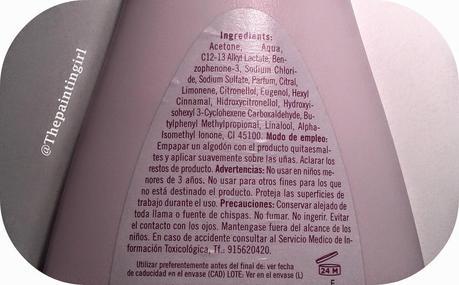 Ingredients:
Acetone, Aqua,
C12-13 Alkyl Lactate, Ben-
zophenone-3, Sodium Chlori-
de, Sodium Sulfate, Parfum, Citral,
Limonene, Citronellol, Eugenol, Hexyl
Cinnamal, Hidroxycitronellol, Hydroxyi-
sohexyl 3-Cyclohexene Carboxaldehyde, Bu-
tylphenyl Methylpropional, Linalool, Alpha-
Isomethyl Ionone, CI 45100. Modo de empleo:
Empapar un algodón con el producto quitaesmal-
tes y aplicar suavemente sobre las uñas. Aclarar los
restos de producto. Advertencias: No usar en niños me-
nores de 3 años. No usar para otros fines para los que
no está destinado el producto. Proteja las superficies de
trabajo durante el uso. Precauciones: Conservar alejado de
toda llama o fuente de chispas. No fumar. No ingerir. Evitar
el contacto con los ojos. Mantengase fuera del alcance de los
niños. En caso de accidente consultar al Servicio Medico de In-
formación Toxicológica, Tf.: 915620420.
Utilizar preferentemente antes del final de: ver fecha
de caducidad en el envase (CAD) LOTE: Ver en el envase (L)
24 M
E
@Thepaintingirl